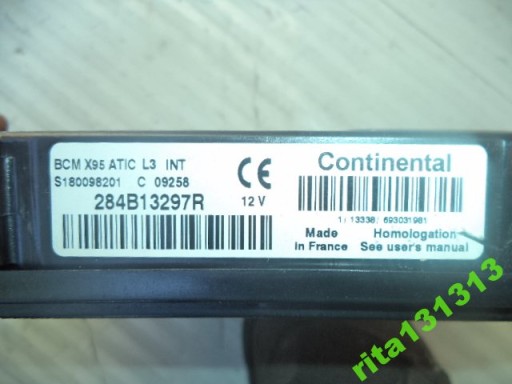 BCM X95 ATIC L3 INT
S180098201 C 09258
284B13297R
CE
12 V
Continental
1/13338/693031981
Made in France
Homologation
See user's manual
rita131313